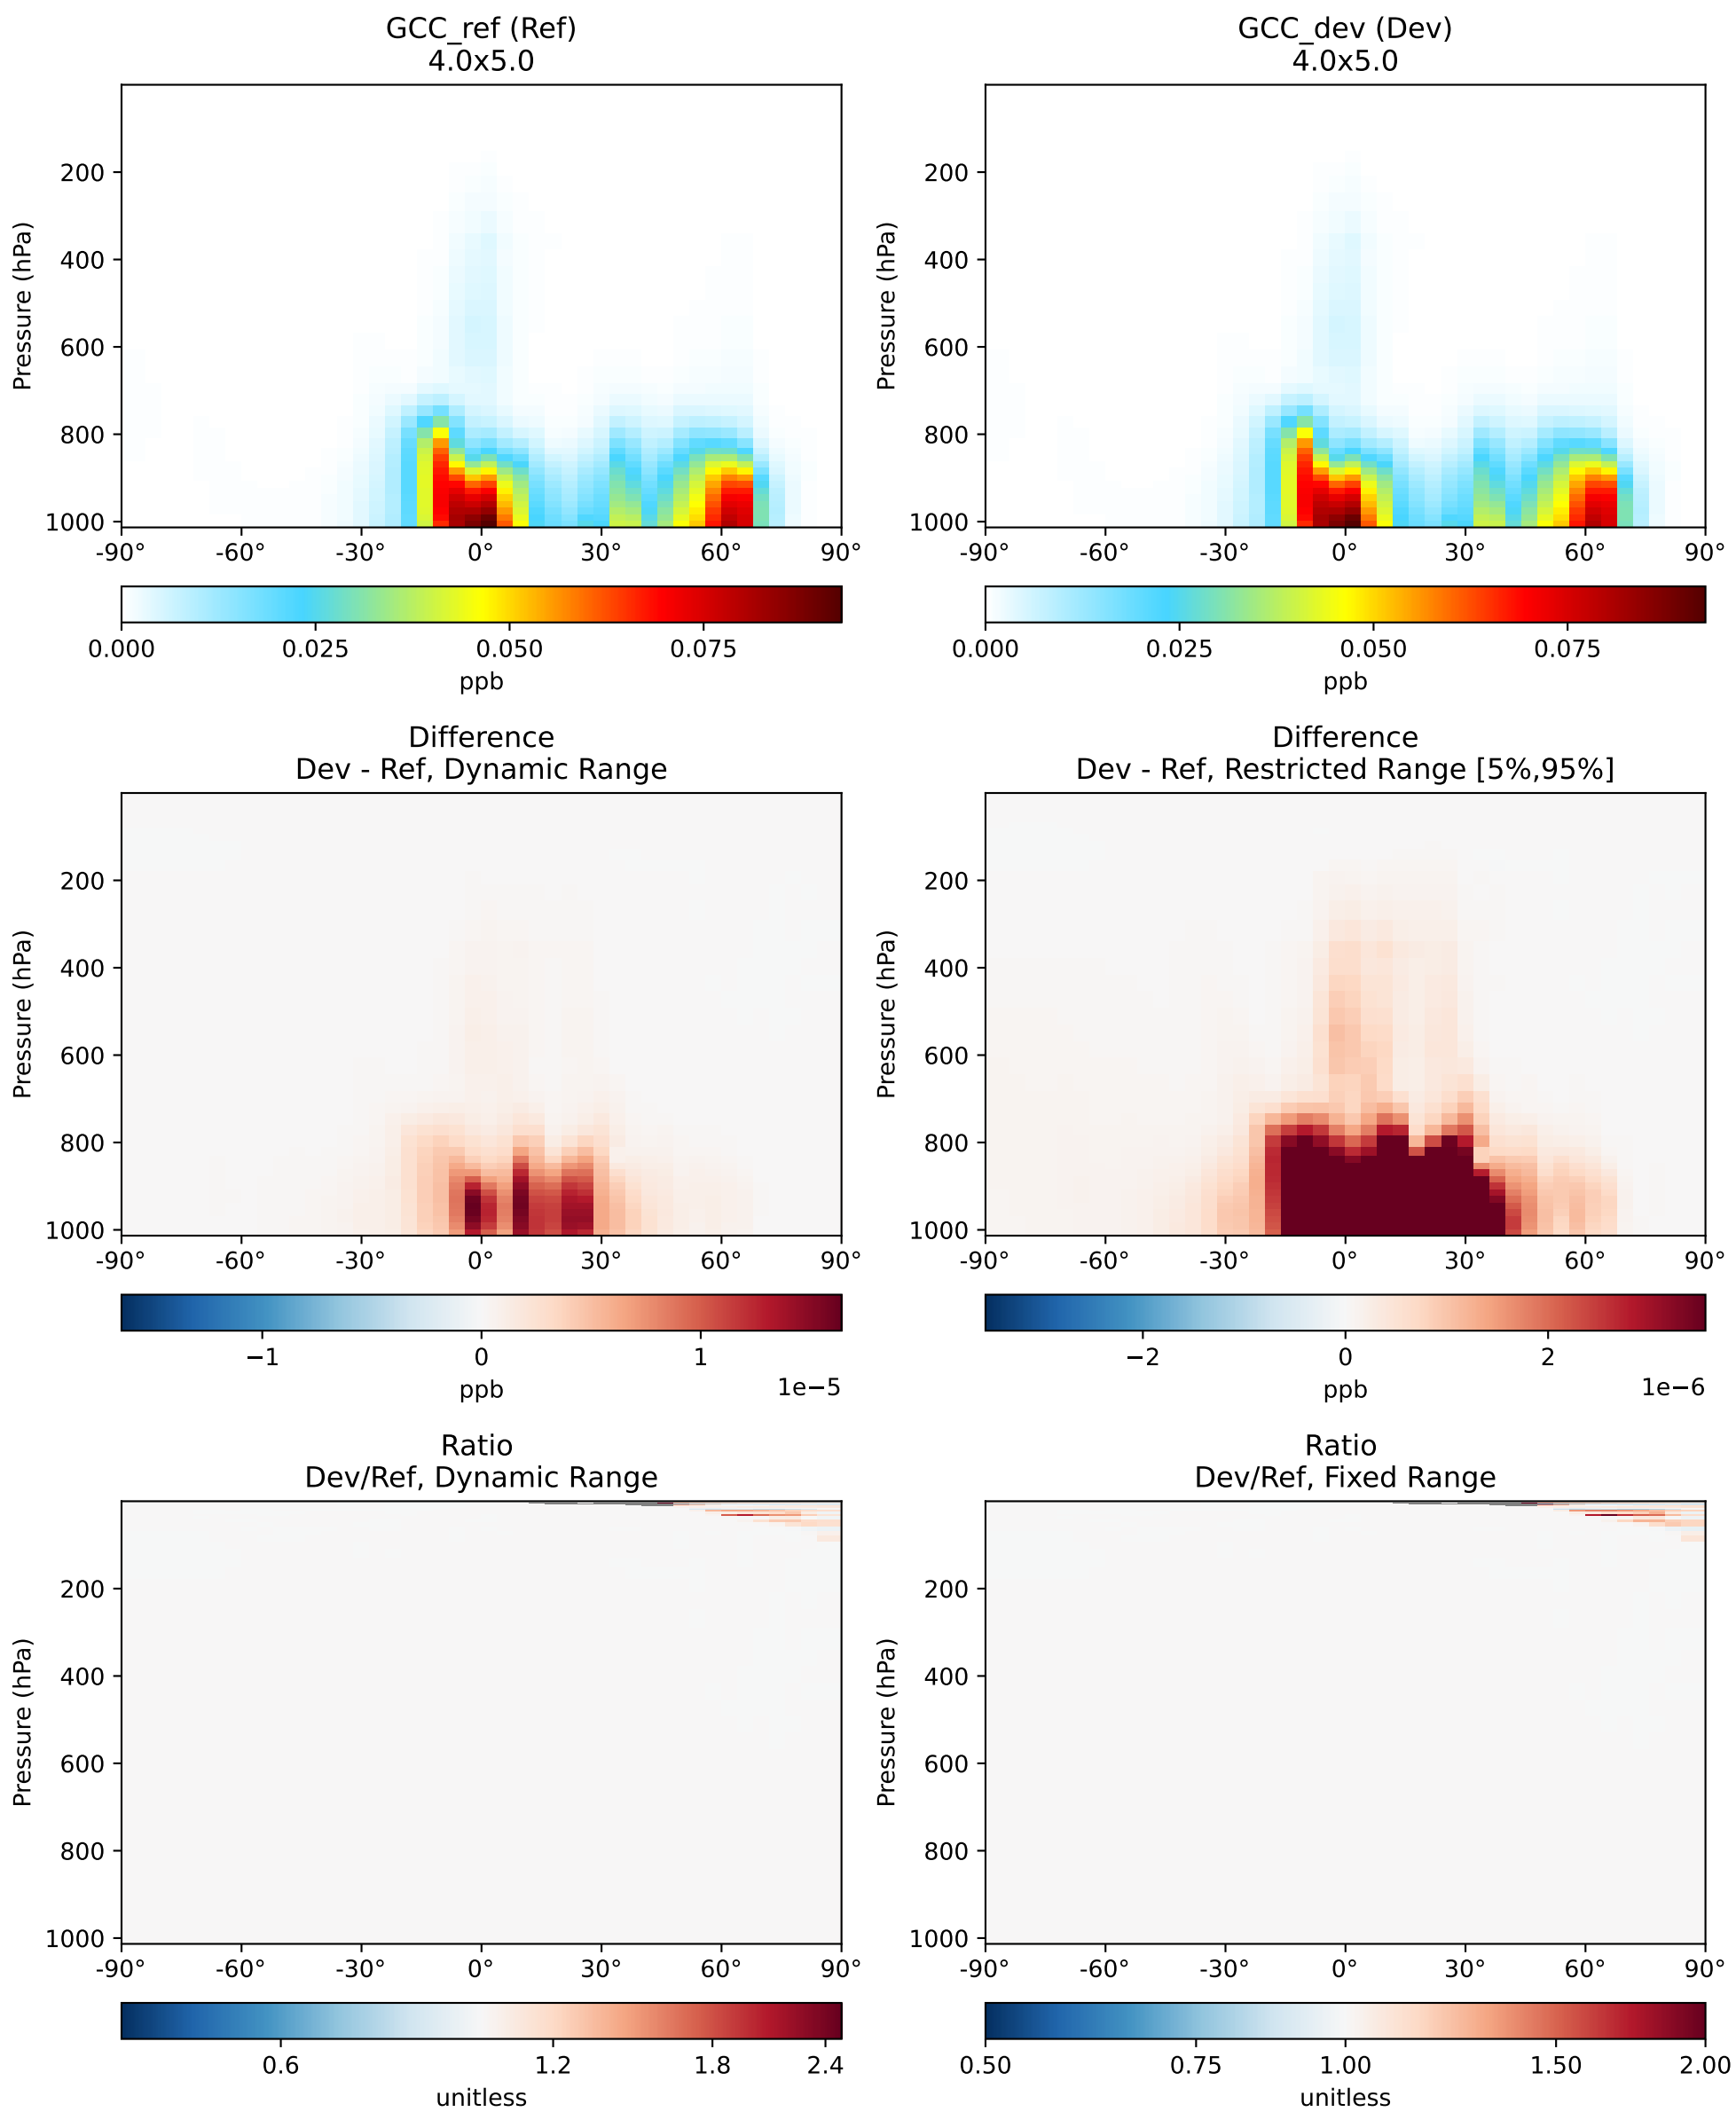 GCC_ref (Ref)
4.0x5.0
GCC_dev (Dev)
4.0x5.0
Pressure (hPa)
200
400
600
800
1000
-90° -60° -30° 0° 30° 60° 90°
0.000 0.025 0.050 0.075
ppb
Pressure (hPa)
200
400
600
800
1000
-90° -60° -30° 0° 30° 60° 90°
0.000 0.025 0.050 0.075
ppb
Difference
Dev - Ref, Dynamic Range
Difference
Dev - Ref, Restricted Range [5%,95%]
Pressure (hPa)
200
400
600
800
1000
-90° -60° -30° 0° 30° 60° 90°
−1 0 1
ppb
1e−5
Pressure (hPa)
200
400
600
800
1000
-90° -60° -30° 0° 30° 60° 90°
−2 0 2
ppb
1e−6
Ratio
Dev/Ref, Dynamic Range
Ratio
Dev/Ref, Fixed Range
Pressure (hPa)
200
400
600
800
1000
-90° -60° -30° 0° 30° 60° 90°
0.6 1.2 1.8 2.4
unitless
Pressure (hPa)
200
400
600
800
1000
-90° -60° -30° 0° 30° 60° 90°
0.50 0.75 1.00 1.50 2.00
unitless